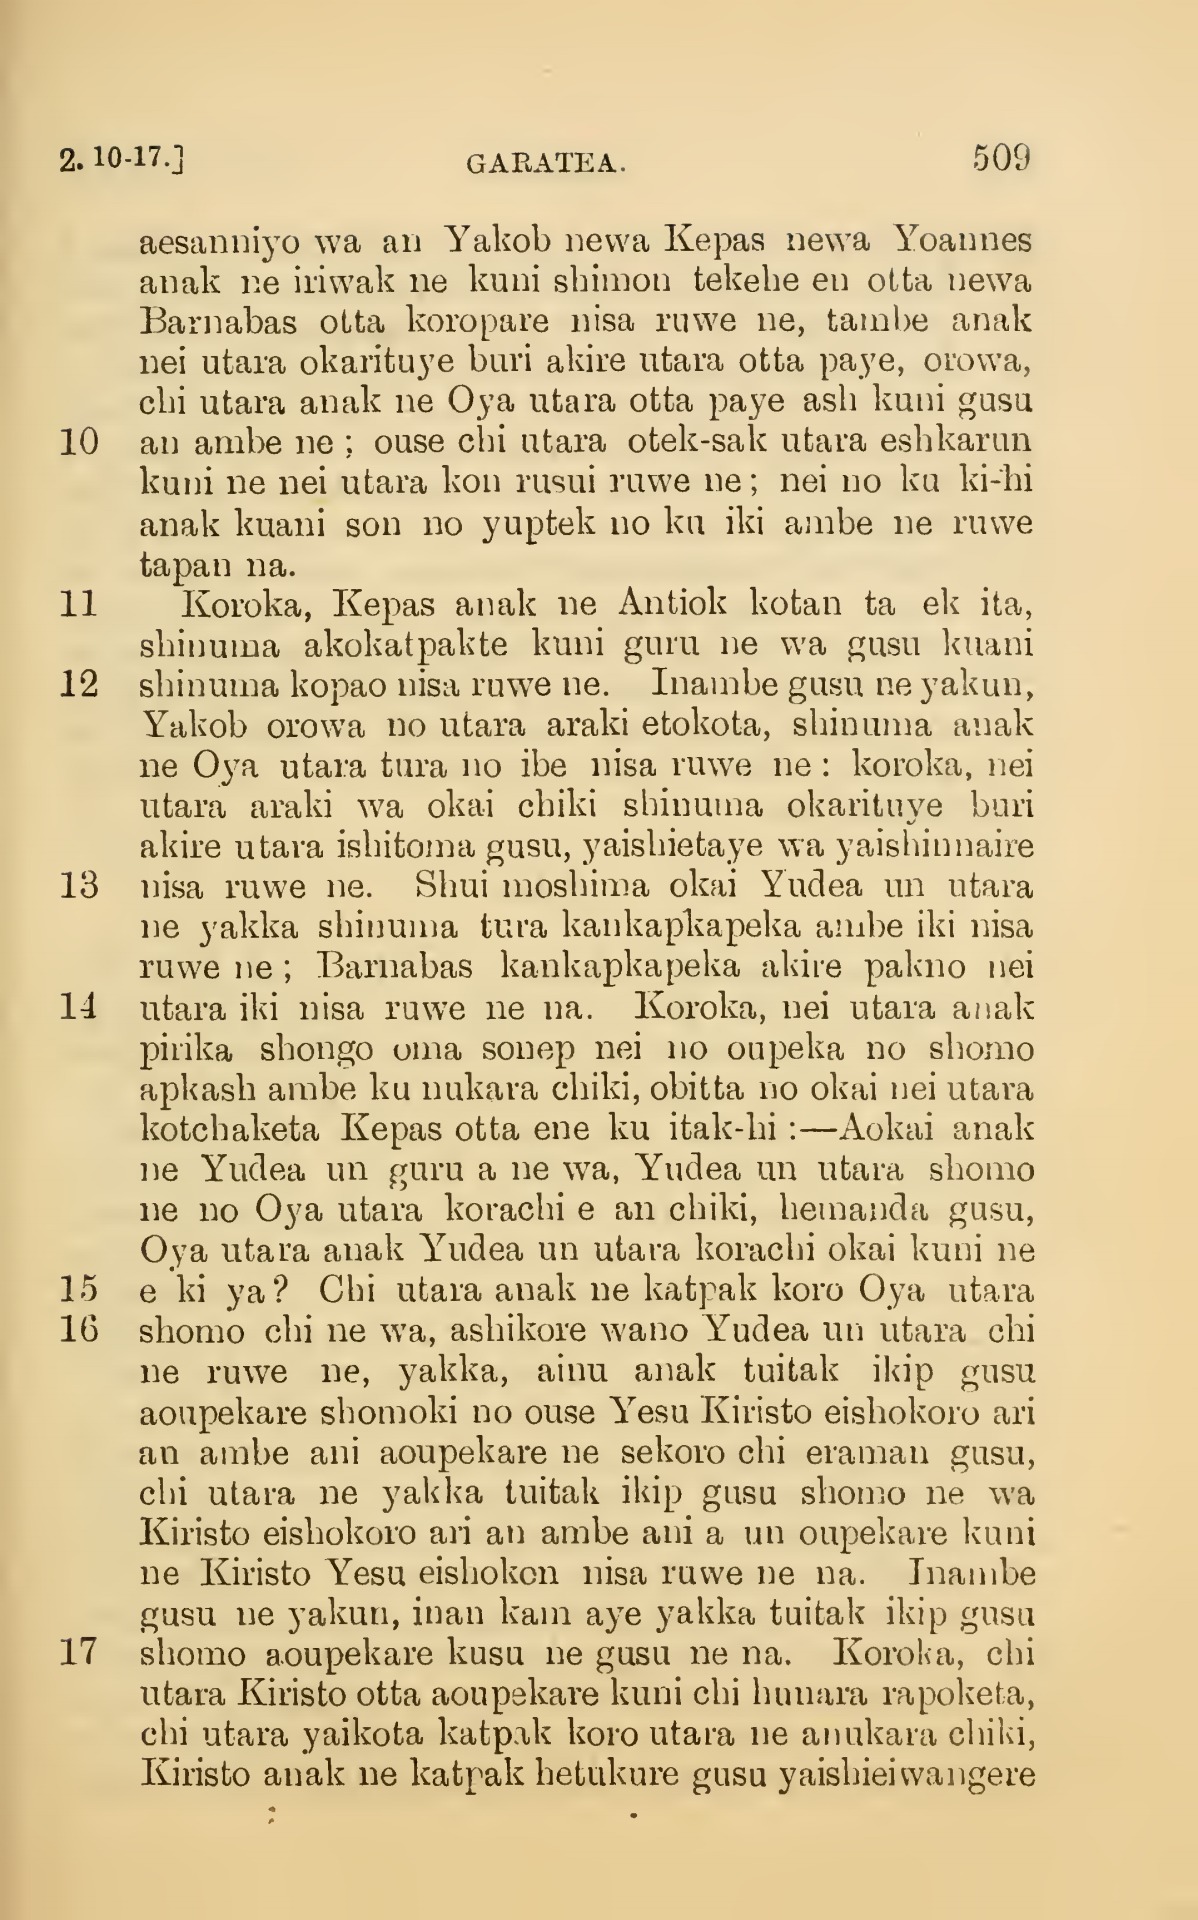 2. 10-17.] GARATEA. 509
aesanniyo wa an Yakob newa Kepas newa Yoannes
anak ne iriwak ne kuni shimon tekehe en otta newa
Barnabas otta koropare nisa ruwe ne, tambe anak
nei utara okarituye buri akire utara otta paye, orowa,
chi utara anak ne Oya utara otta paye ash kuni gusu
10 an ambe ne; ouse chi utara otek-sak utara eshkarun
kuni ne nei utara kon rusui ruwe ne; nei no ku ki-hi
anak kuani son no yuptek no ku iki ambe ne ruwe
tapan na.
11 Koroka, Kepas anak ne Antiok kotan ta ek ita,
shinuma akokatpakte kuni guru ne wa gusu kuani
12 shinuma kopao nisa ruwe ne. Inambe gusu ne yakun,
Yakob orowa no utara araki etokota, shinuma anak
ne Oya utara tura no ibe nisa ruwe ne: koroka, nei
utara araki wa okai chiki shinuma okarituye buri
akire utara ishitoma gusu, yaishietaye wa yaishinnaire
13 nisa ruwe ne. Shui moshima okai Yudea un utara
ne yakka shinuma tura kankapkapeka ambe iki nisa
ruwe ne; Barnabas kankapkapeka akire pakno nei
14 utara iki nisa ruwe ne na. Koroka, nei utara anak
pirika shongo oma sonep nei no oupeka no shomo
apkash ambe ku nukara chiki, obitta no okai nei utara
kotchaketa Kepas otta ene ku itak-hi:—Aokai anak
ne Yudea un guru a ne wa, Yudea un utara shomo
ne no Oya utara korachi e an chiki, hemanda gusu,
Oya utara anak Yudea un utara korachi okai kuni ne
15 e ki ya? Chi utara anak ne katpak koro Oya utara
16 shomo chi ne wa, ashikore wano Yudea un utara chi
ne ruwe ne, yakka, ainu anak tuitak ikip gusu
aoupekare shomoki no ouse Yesu Kiristo eishokoro ari
an ambe ani aoupekare ne sekoro chi eraman gusu,
chi utara ne yakka tuitak ikip gusu shomo ne wa
Kiristo eishokoro ari an ambe ani a un oupekare kuni
ne Kiristo Yesu eishokon nisa ruwe ne na. Inambe
gusu ne yakun, inan kam aye yakka tuitak ikip gusu
17 shomo aoupekare kusu ne gusu ne na. Koroka, chi
utara Kiristo otta aoupekare kuni chi hunara rapoketa,
chi utara yaikota katpak koro utara ne anukara chiki,
Kiristo anak ne katpak hetukure gusu yaishieiwangere